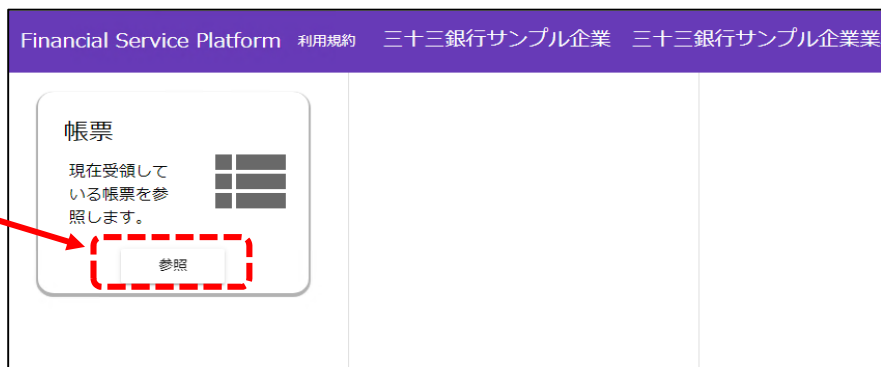 Financial Service Platform 利用規約 三十三銀行サンプル企業 三十三銀行サンプル企業業
帳票
現在受領して
いる帳票を参
照します。
参照